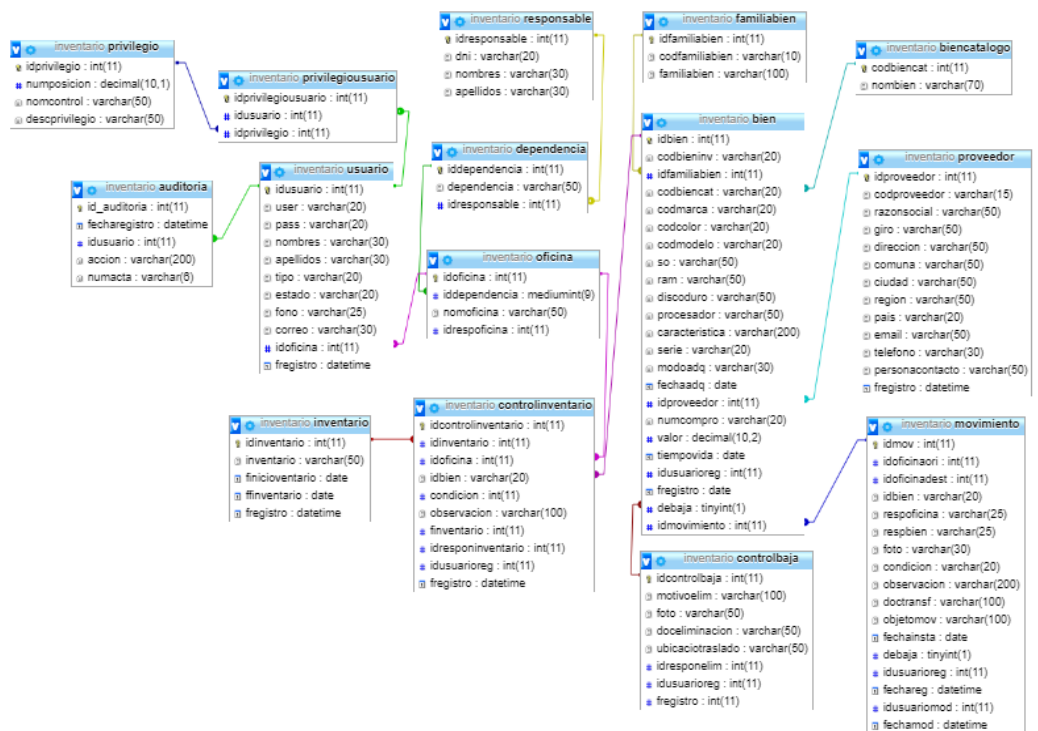 inventario privilegio
idprivilegio : int(11)
numposicion : decimal(10,1)
nomcontrol : varchar(50)
descprivilegio : varchar(50)
inventario privilegiousuario
idprivilegiousuario : int(11)
idusuario : int(11)
idprivilegio : int(11)
inventario auditoria
id_auditoria : int(11)
fecharegistro : datetime
idusuario : int(11)
accion : varchar(200)
numacta : varchar(6)
inventario usuario
idusuario : int(11)
user : varchar(20)
pass : varchar(20)
nombres : varchar(30)
apellidos : varchar(30)
tipo : varchar(20)
estado : varchar(20)
fono : varchar(25)
correo : varchar(30)
idoficina : int(11)
fregistro : datetime
inventario responsable
idresponsable : int(11)
dni : varchar(20)
nombres : varchar(30)
apellidos : varchar(30)
inventario dependencia
iddependencia : int(11)
dependencia : varchar(50)
idresponsable : int(11)
inventario oficina
idoficina : int(11)
iddependencia : mediumint(9)
nomoficina : varchar(50)
idrespoficina : int(11)
inventario inventario
idinventario : int(11)
inventario : varchar(50)
finicioventario : date
ffinventario : date
fregistro : datetime
inventario controlinventario
idcontrolinventario : int(11)
idinventario : int(11)
idoficina : int(11)
idbien : varchar(20)
condicion : int(11)
observacion : varchar(100)
finventario : int(11)
idresponinventario : int(11)
idusuarioreg : int(11)
fregistro : datetime
inventario familiabien
idfamiliabien : int(11)
codfamiliabien : varchar(10)
familiabien : varchar(100)
inventario bien
idbien : int(11)
codbieninv : varchar(20)
idfamiliabien : int(11)
codbiencat : varchar(20)
codmarca : varchar(20)
codcolor : varchar(20)
codmodelo : varchar(20)
so : varchar(50)
ram : varchar(50)
discoduro : varchar(50)
procesador : varchar(50)
caracteristica : varchar(200)
serie : varchar(20)
modoadq : varchar(30)
fechaadq : date
idproveedor : int(11)
numcompro : varchar(20)
valor : decimal(10,2)
tiempovida : date
idusuarioreg : int(11)
fregistro : date
debaja : tinyint(1)
idmovimiento : int(11)
inventario controlbaja
idcontrolbaja : int(11)
motivoelim : varchar(100)
foto : varchar(50)
doceliminacion : varchar(50)
ubicaciotraslado : varchar(50)
idresponelim : int(11)
idusuarioreg : int(11)
fregistro : int(11)
inventario biencatalogo
codbiencat : int(11)
nombien : varchar(70)
inventario proveedor
idproveedor : int(11)
codproveedor : varchar(15)
razonsocial : varchar(50)
giro : varchar(50)
direccion : varchar(50)
comuna : varchar(50)
ciudad : varchar(50)
region : varchar(50)
pais : varchar(20)
email : varchar(50)
telefono : varchar(30)
personacontacto : varchar(50)
fregistro : datetime
inventario movimiento
idmov : int(11)
idoficinaori : int(11)
idoficinadest : int(11)
idbien : varchar(20)
respoficina : varchar(25)
respbien : varchar(25)
foto : varchar(30)
condicion : varchar(20)
observacion : varchar(200)
doctransf : varchar(100)
objetomov : varchar(100)
fechainsta : date
debaja : tinyint(1)
idusuarioreg : int(11)
fechareg : datetime
idusuariomod : int(11)
fechamod : datetime